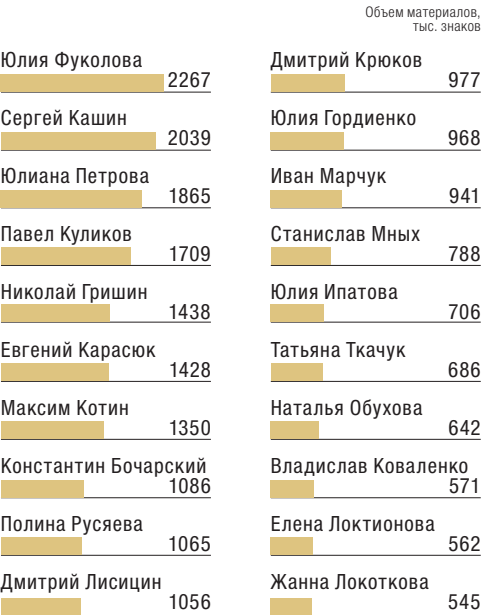 Объем материалов,
тыс. знаков
Юлия Фуколова
2267
Сергей Кашин
2039
Юлиана Петрова
1865
Павел Куликов
1709
Николай Гришин
1438
Евгений Карасюк
1428
Максим Котин
1350
Константин Бочарский
1086
Полина Русяева
1065
Дмитрий Лисицин
1056
Дмитрий Крюков
977
Юлия Гордиенко
968
Иван Марчук
941
Станислав Мных
788
Юлия Ипатова
706
Татьяна Ткачук
686
Наталья Обухова
642
Владислав Коваленко
571
Елена Локтионова
562
Жанна Локоткова
545